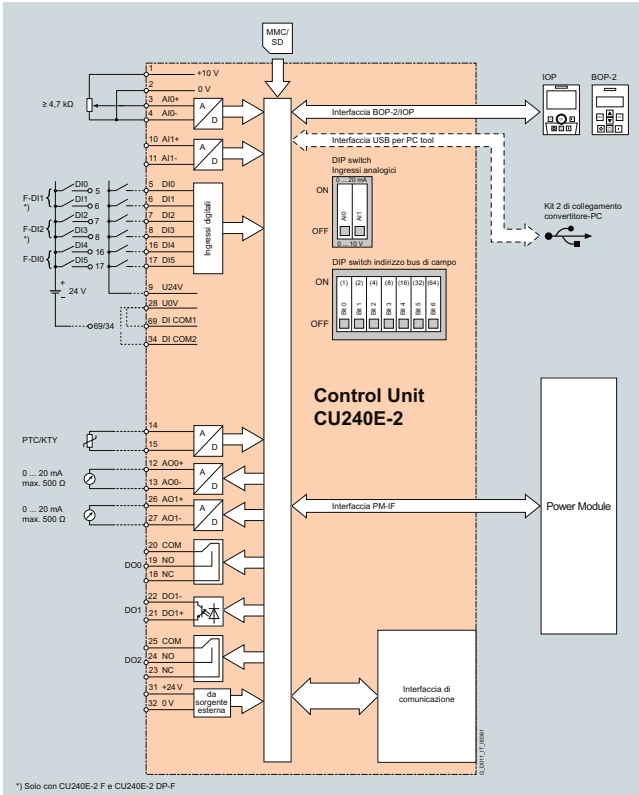 MMC/
SD
1
+10 V
2
0 V
≥ 4,7 kΩ
3 AI0+
4 AI0-
A
D
10 AI1+
11 AI1-
A
D
Interfaccia BOP-2/IOP
IOP
BOP-2
Interfaccia USB per PC tool
Kit 2 di collegamento
convertitore-PC
DIP switch
Ingressi analogici
0 ... 20 mA
ON
AI0
AI1
OFF
0 ... 10 V
DIP switch indirizzo bus di campo
ON
(1) (2) (4) (8) (16) (32) (64)
Bit 0
Bit 1
Bit 2
Bit 3
Bit 4
Bit 5
Bit 6
OFF
F-DI1
*)
F-DI2
*)
F-DI0
DI0 5
DI1 6
DI2 7
DI3 8
DI4 16
DI5 17
5 DI0
6 DI1
7 DI2
8 DI3
16 DI4
17 DI5
Ingressi digitali
+
24 V
69/34
9 U24V
28 U0V
69 DI COM1
34 DI COM2
Control Unit
CU240E-2
PTC/KTY
14
15
A
D
0 ... 20 mA
max. 500 Ω
12 AO0+
13 AO0-
A
D
0 ... 20 mA
max. 500 Ω
26 AO1+
27 AO1-
A
D
Interfaccia PM-IF
Power Module
DO0
20 COM
19 NO
18 NC
DO1
22 DO1-
21 DO1+
DO2
25 COM
24 NO
23 NC
31 +24 V
32 0 V
da
sorgente
esterna
Interfaccia di
comunicazione
G_D011_IT_00381
*) Solo con CU240E-2 F e CU240E-2 DP-F